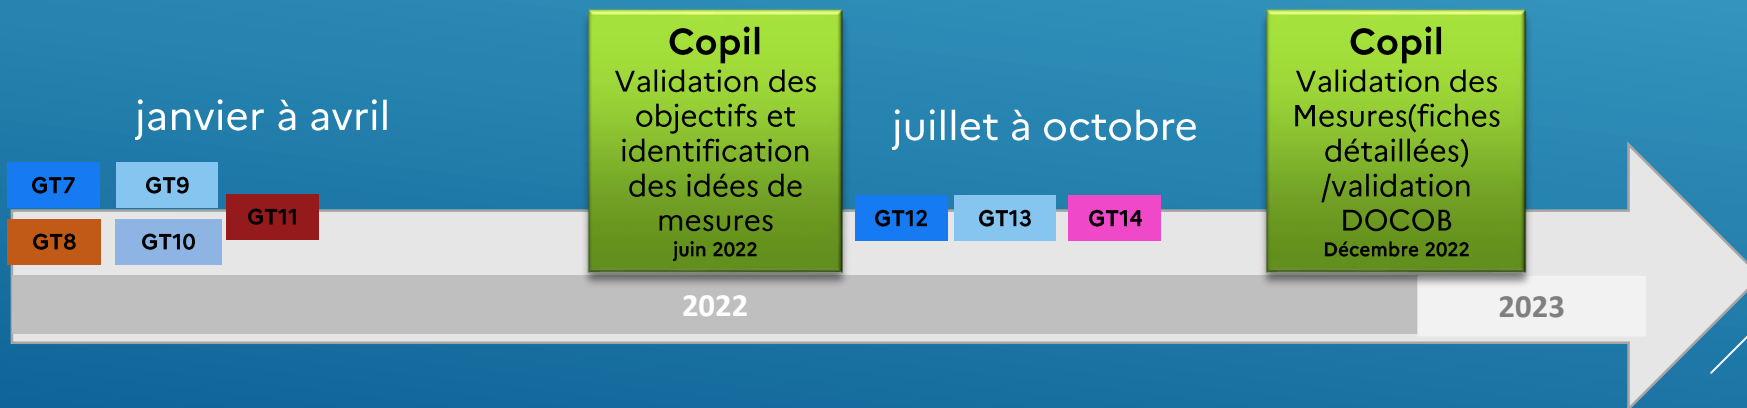 janvier à avril
GT7
GT9
GT8
GT10
GT11
Copil
Validation des
objectifs et
identification
des idées de
mesures
juin 2022
juillet à octobre
GT12
GT13
GT14
Copil
Validation des
Mesures(fiches
détaillées)
/validation
DOCOB
Décembre 2022
2022
2023